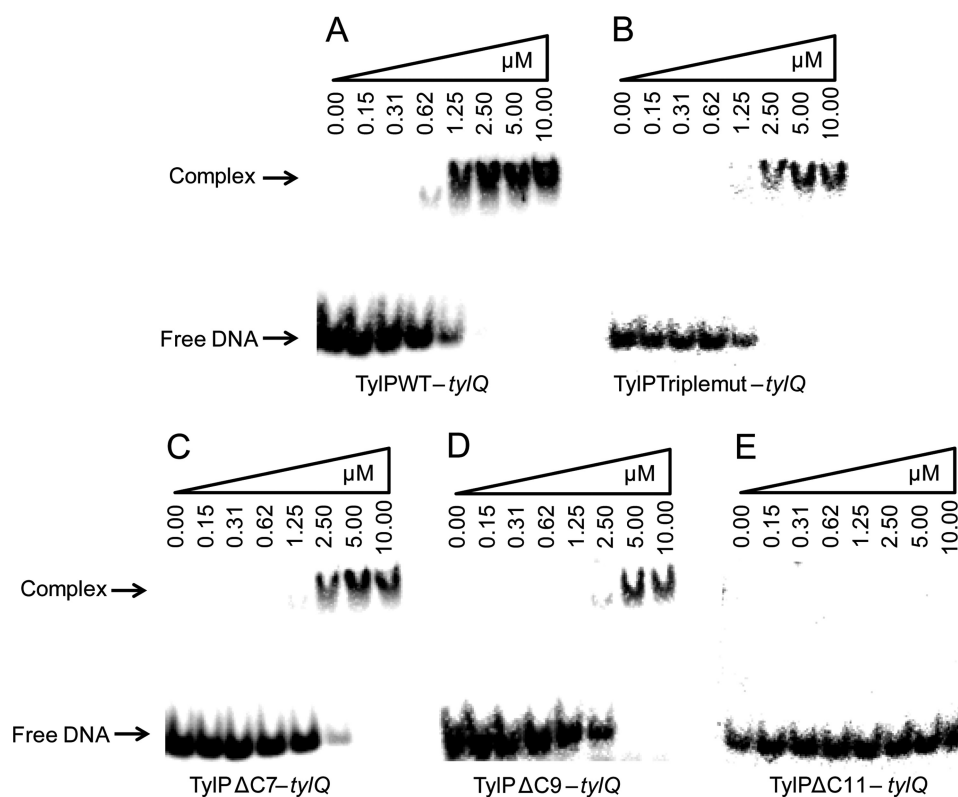 A
B
µM
µM
0.00 0.15 0.31 0.62 1.25 2.50 5.00 10.00
0.00 0.15 0.31 0.62 1.25 2.50 5.00 10.00
Complex
Free DNA
TylPWT – tylQ
TylPTriplemut – tylQ
C
D
E
µM
µM
µM
0.00 0.15 0.31 0.62 1.25 2.50 5.00 10.00
0.00 0.15 0.31 0.62 1.25 2.50 5.00 10.00
0.00 0.15 0.31 0.62 1.25 2.50 5.00 10.00
Complex
Free DNA
TylP ΔC7– tylQ
TylP ΔC9 – tylQ
TylPΔC11 – tylQ